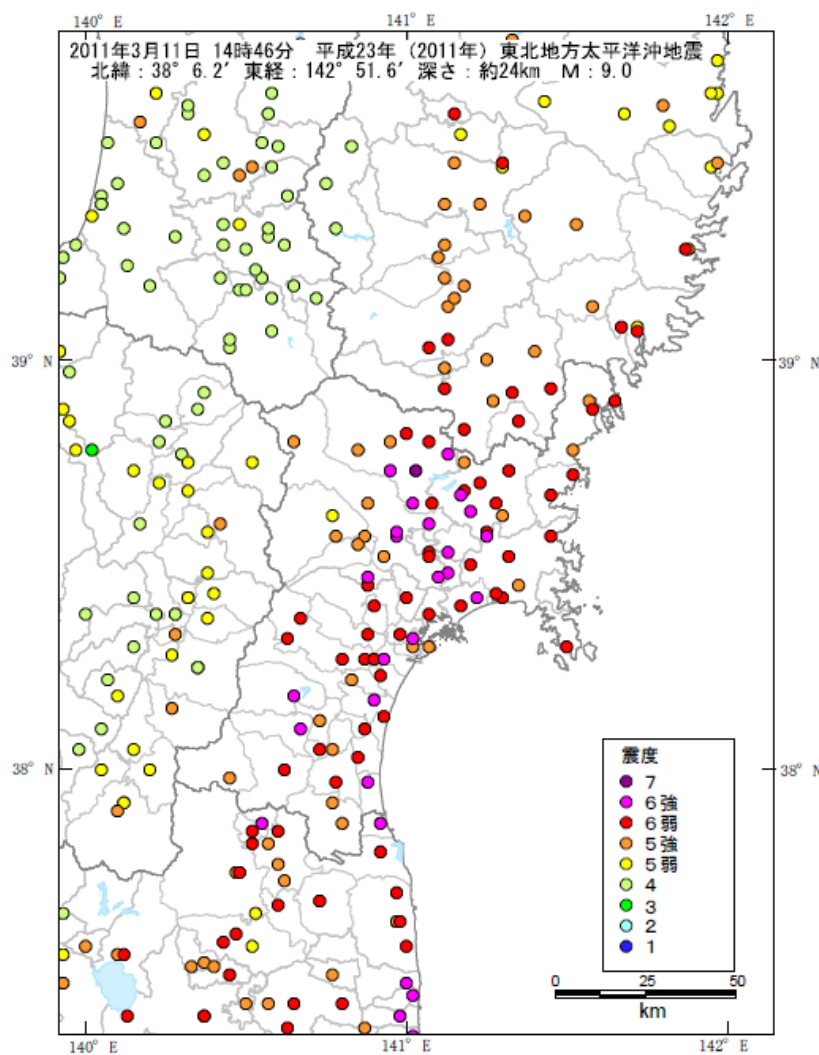 140° E
141° E
142° E
2011年3月11日 14時46分 平成23年（2011年）東北地方太平洋沖地震
北緯：38° 6.2′ 東経：142° 51.6′ 深さ：約24km M：9.0
39° N
39° N
38° N
38° N
震度
7
6強
6弱
5強
5弱
4
3
2
1
0 25 50
km
140° E
141° E
142° E